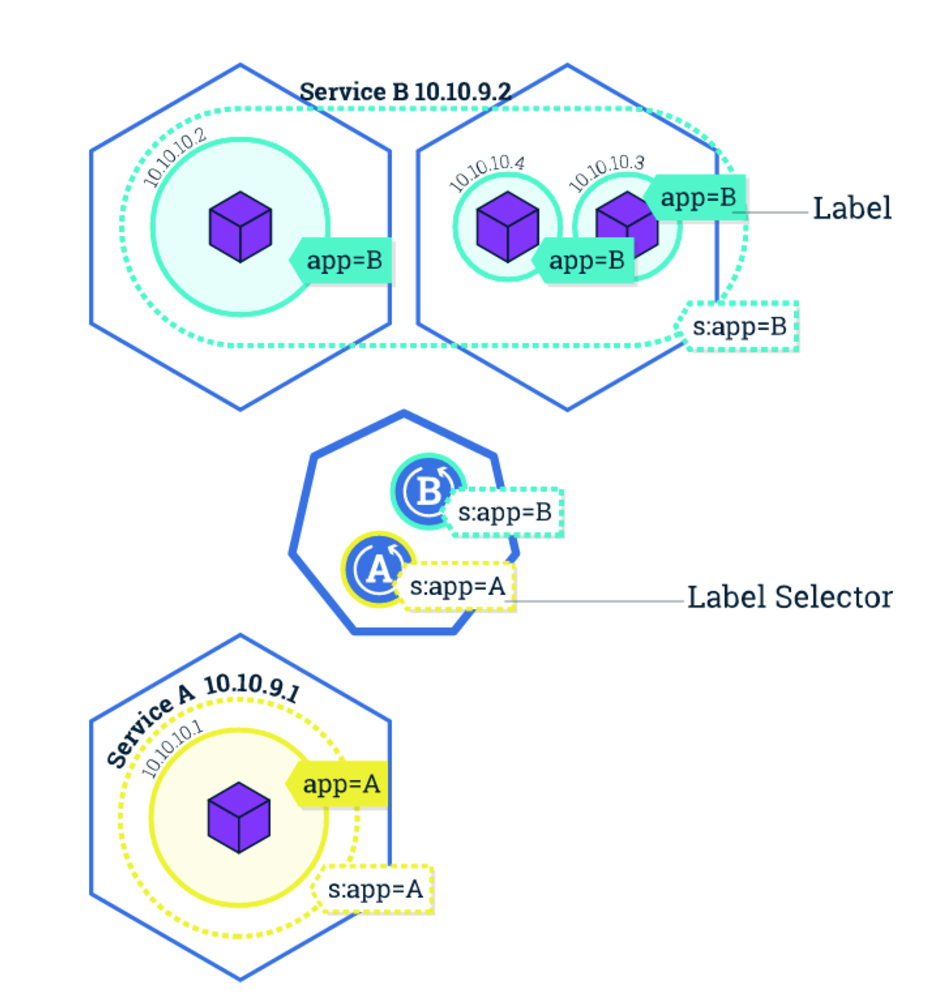 Service B 10.10.9.2
10.10.10.2
app=B
10.10.10.4
app=B
10.10.10.3
app=B
Label
s:app=B
B
s:app=B
A
s:app=A
Label Selector
Service A 10.10.9.1
10.10.10.1
app=A
s:app=A